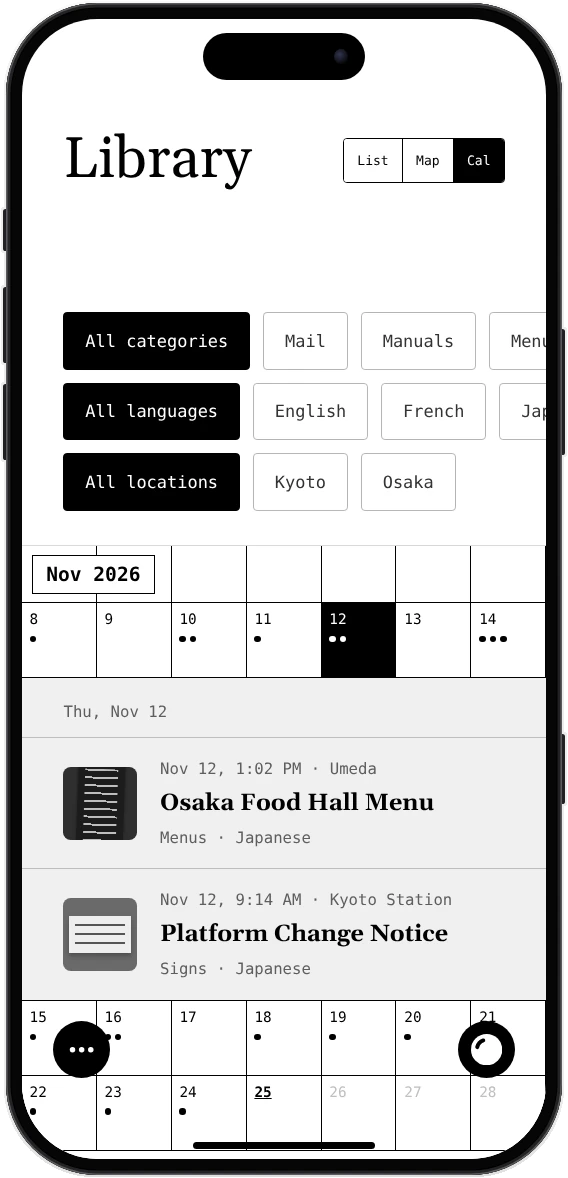 Library
List Map Cal
All categories Mail Manuals Menu
All languages English French Jap
All locations Kyoto Osaka
Nov 2026
8 9 10 11 12 13 14
Thu, Nov 12
Nov 12, 1:02 PM · Umeda
Osaka Food Hall Menu
Menus · Japanese
Nov 12, 9:14 AM · Kyoto Station
Platform Change Notice
Signs · Japanese
15 16 17 18 19 20 21
22 23 24 25 26 27 28